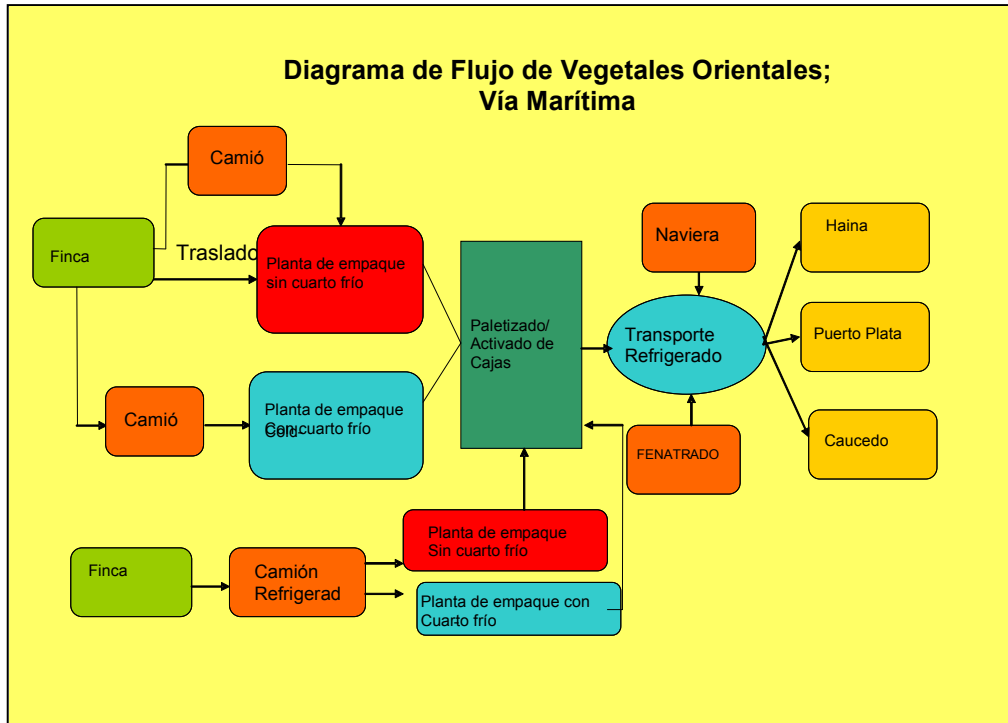 Diagrama de Flujo de Vegetales Orientales;
Vía Marítima
Camió
Finca
Traslado
Planta de empaque
sin cuarto frío
Camió
Planta de empaque
Con cuarto frío
Cold-
Paletizado/
Activado de
Cajas
Naviera
Transporte
Refrigerado
FENATRADO
Haina
Puerto Plata
Caucedo
Finca
Camión
Refrigerad
Planta de empaque
Sin cuarto frío
Planta de empaque con
Cuarto frío